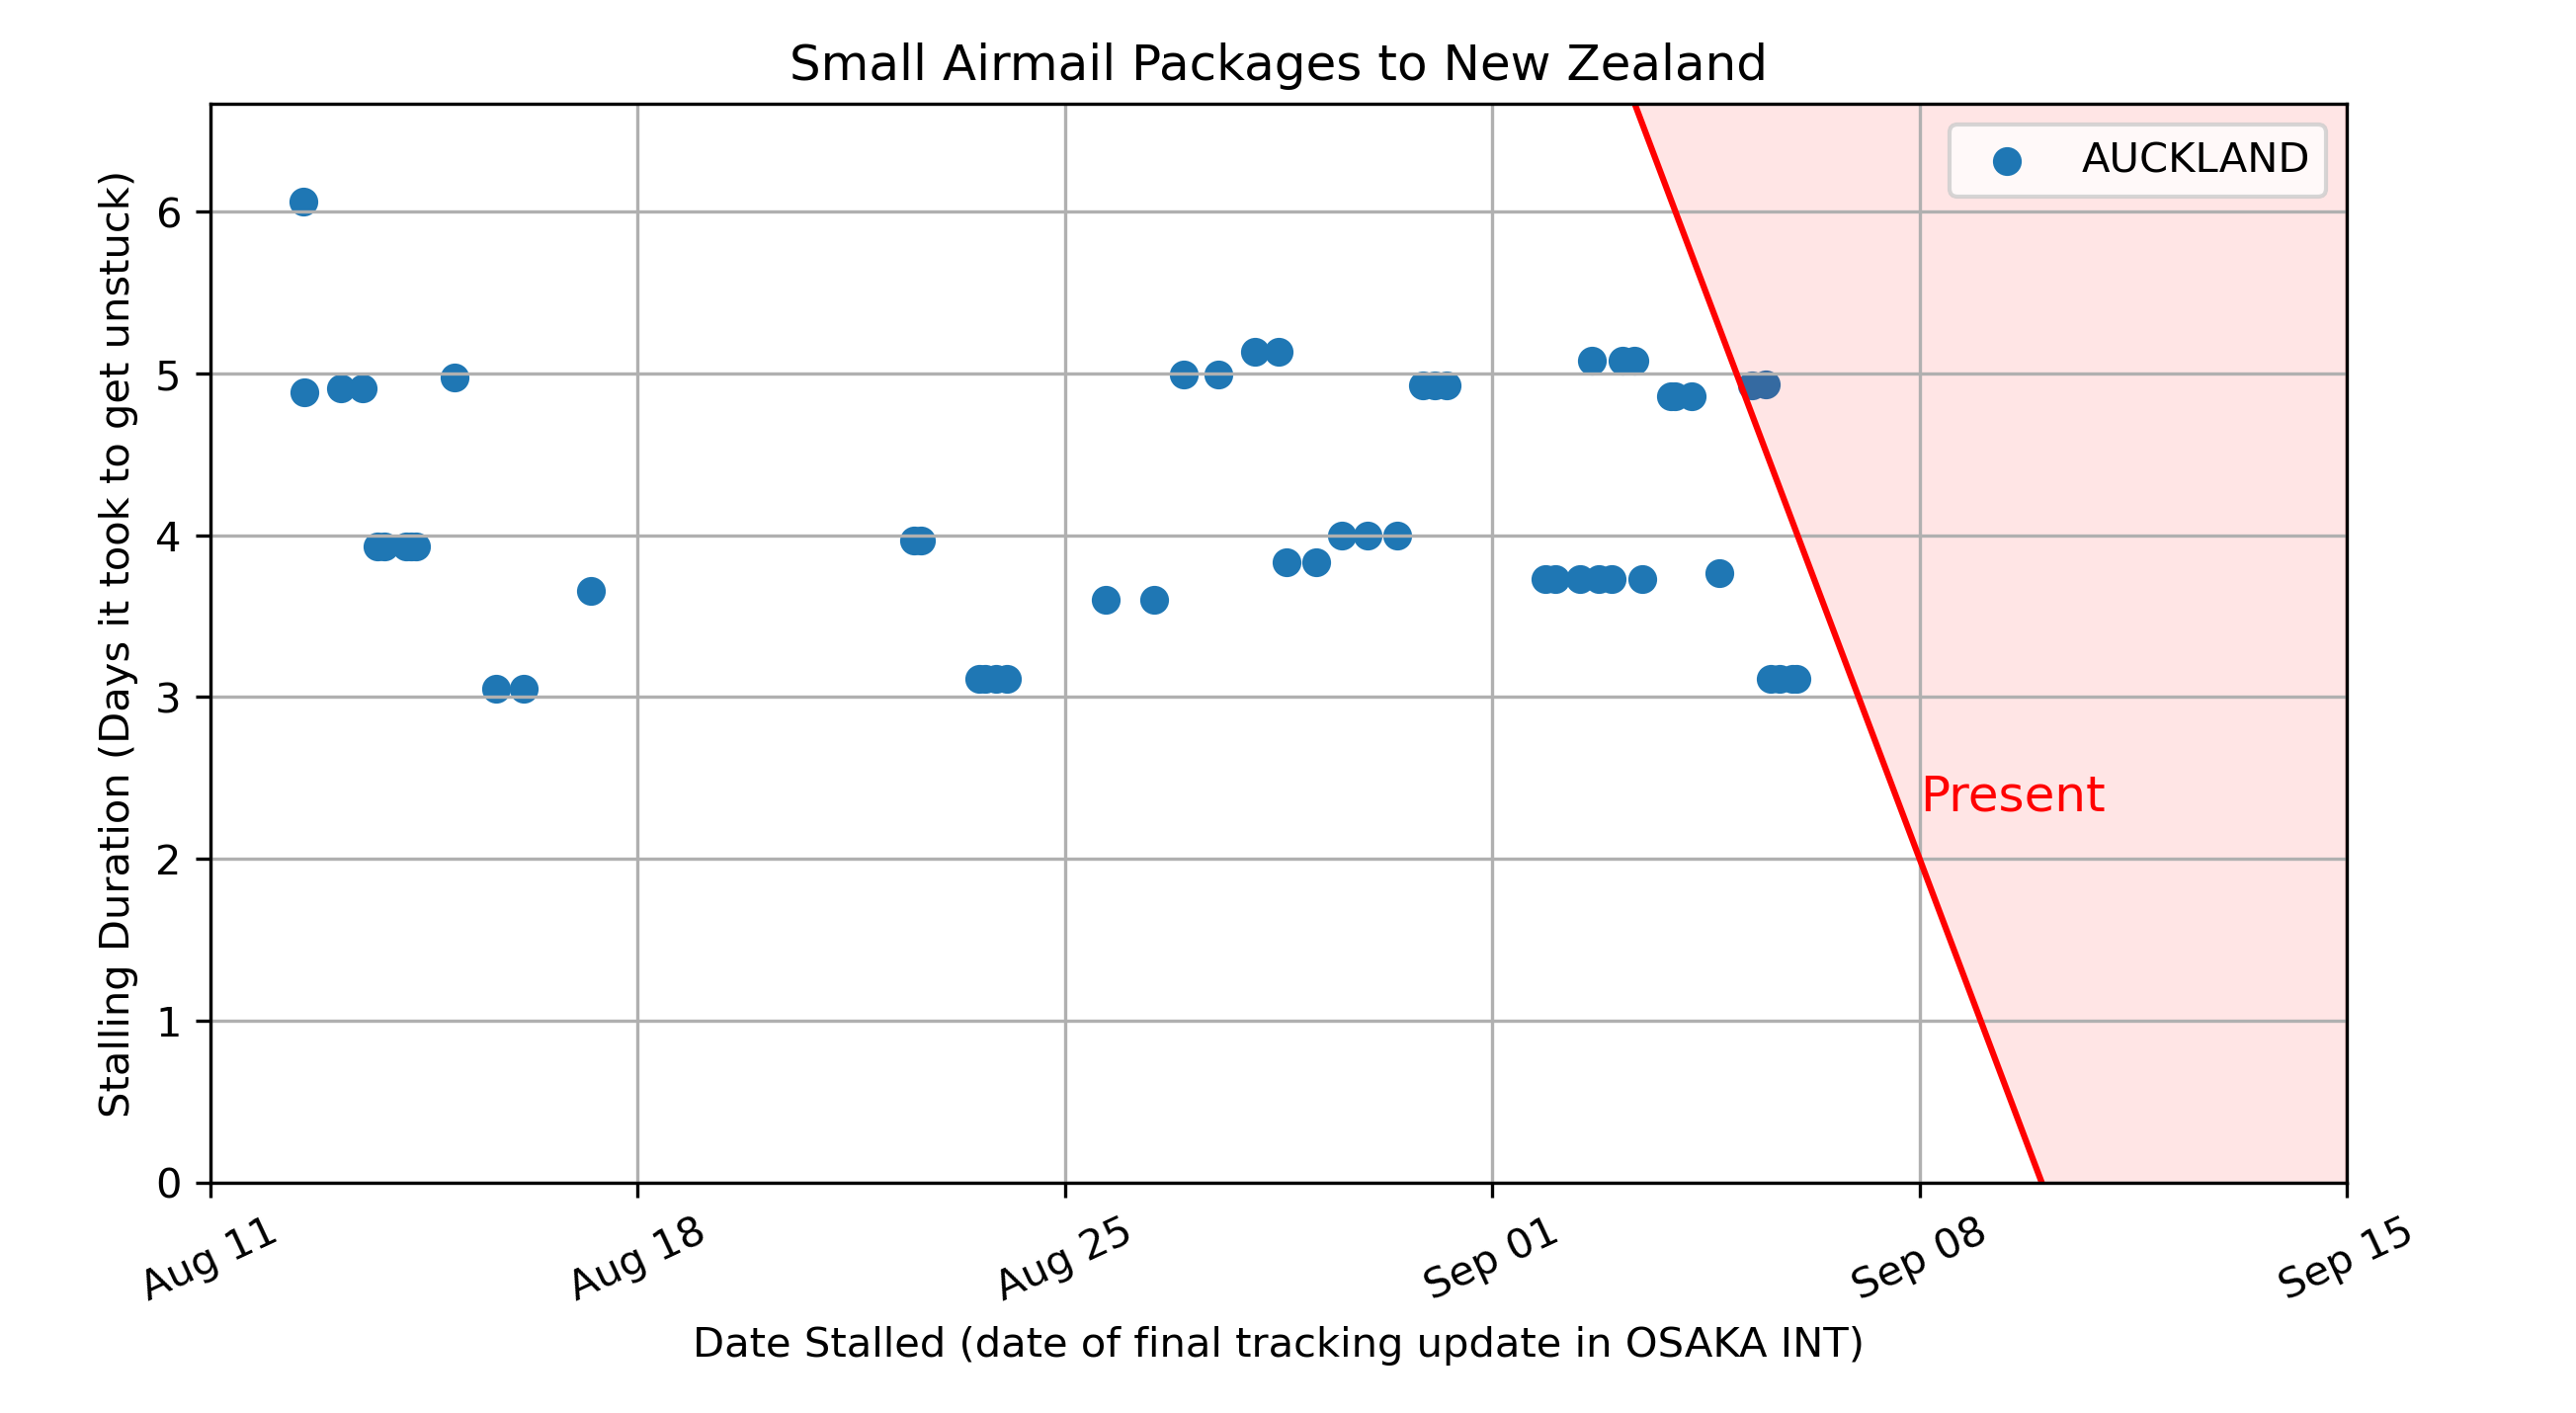 Small Airmail Packages to New Zealand
AUCKLAND
Stalling Duration (Days it took to get unstuck)
6
5
4
3
2
1
0
Present
Aug 11
Aug 18
Aug 25
Sep 01
Sep 08
Sep 15
Date Stalled (date of final tracking update in OSAKA INT)